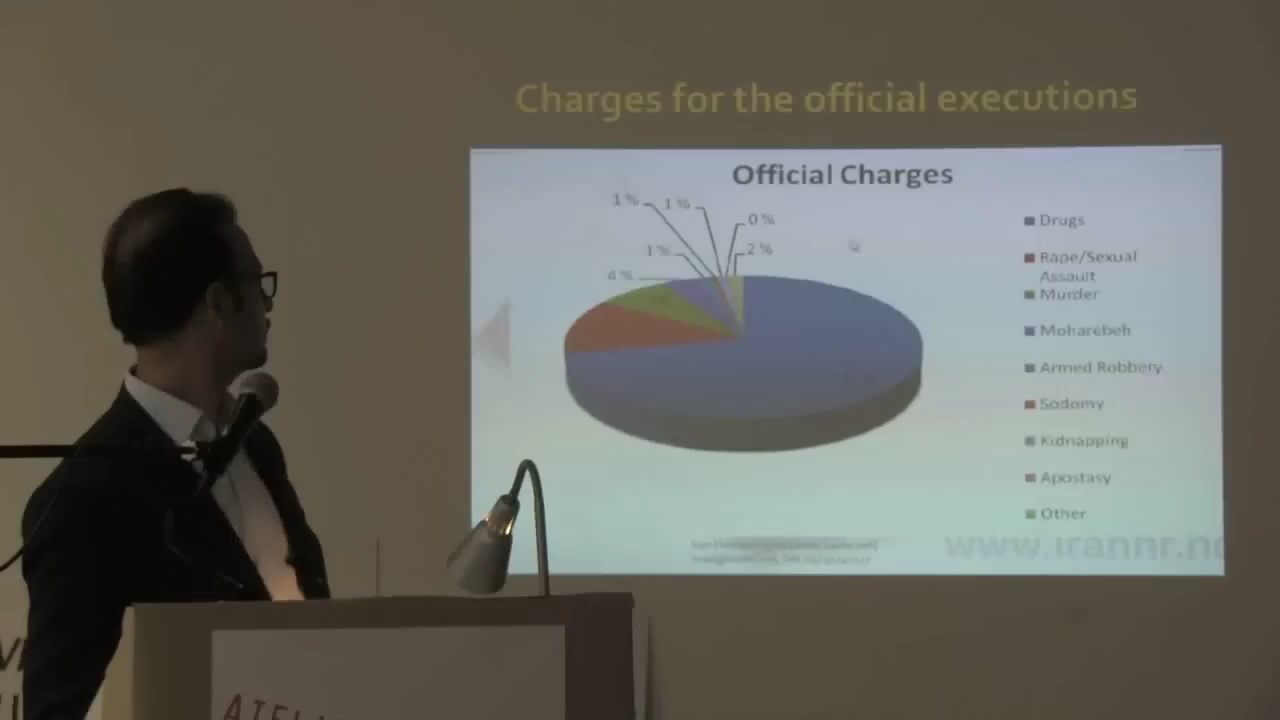 Charges for the official executions
Official Charges
1 %
1 %
0 %
1 %
2 %
4 %
Drugs
Rape/Sexual
Assault
Murder
Moharebeh
Armed Robbery
Sodomy
Kidnapping
Apostasy
Other